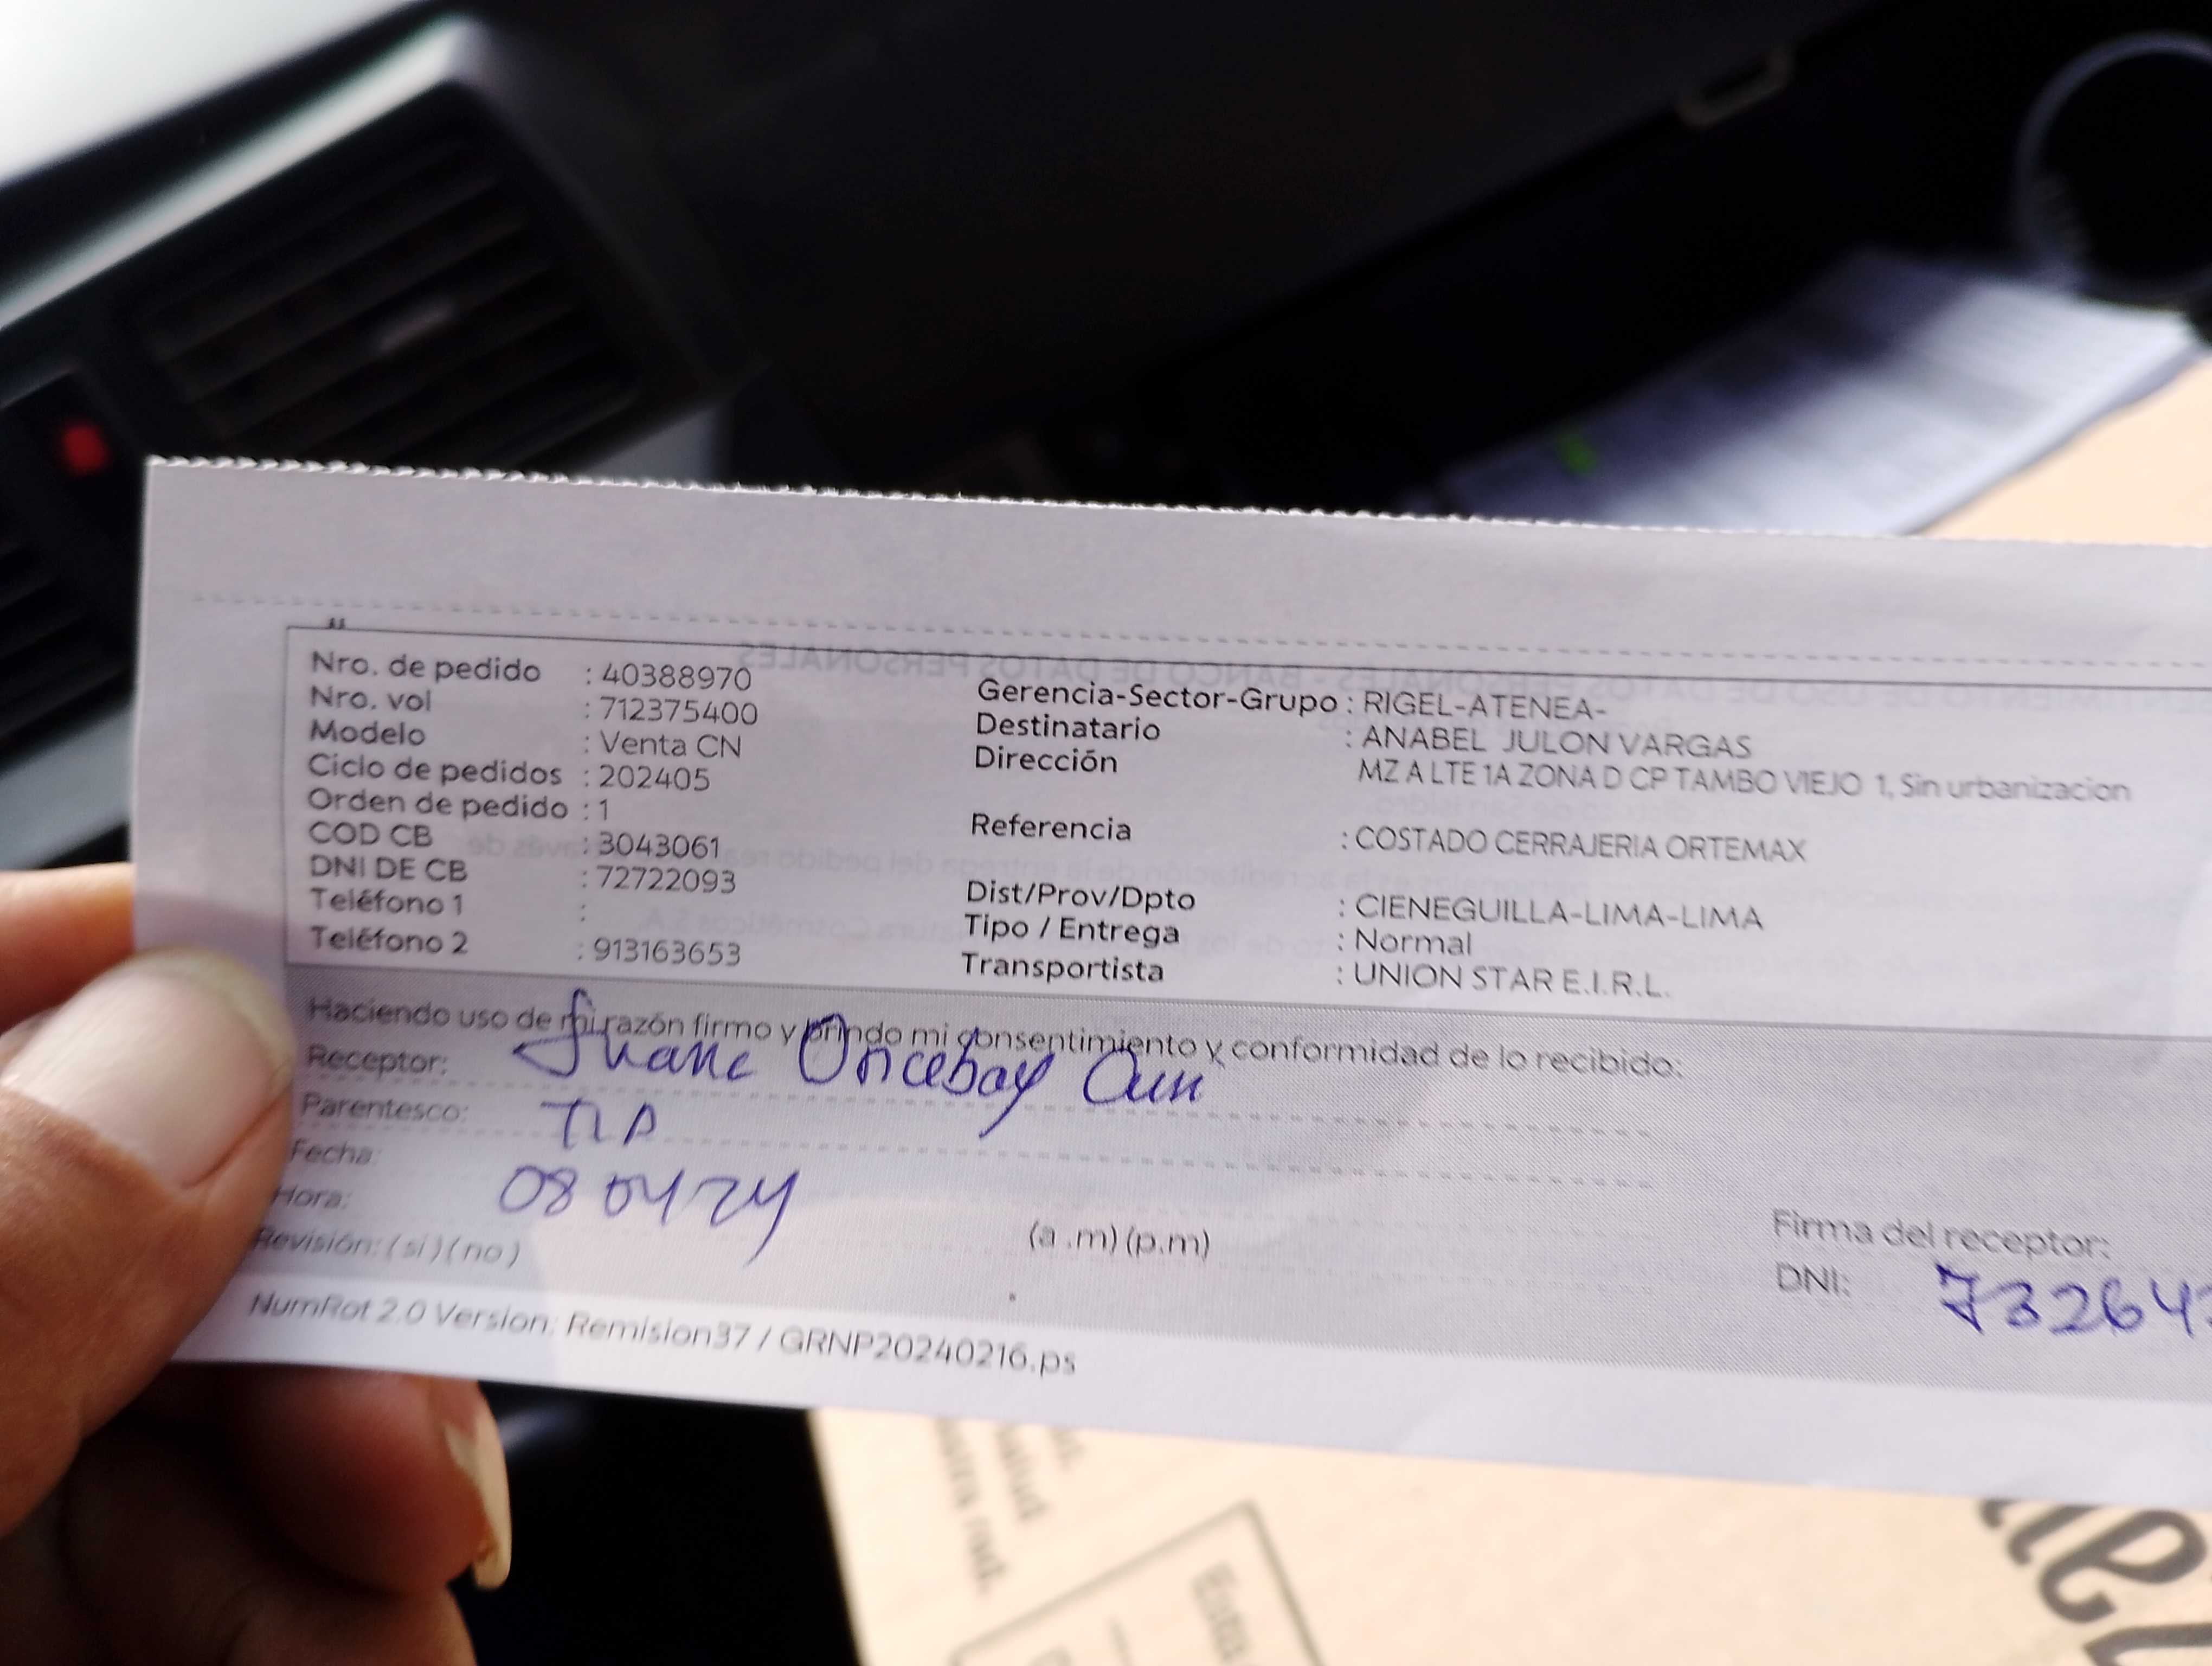 Nro. de pedido : 40388970
Nro. vol : 712375400
Modelo : Venta CN
Ciclo de pedidos : 202405
Orden de pedido : 1
COD CB : 3043061
DNI DE CB : 72722093
Teléfono 1 :
Teléfono 2 : 913163653
Gerencia-Sector-Grupo : RIGEL-ATENEA-
Destinatario : ANABEL JULON VARGAS
Dirección MZ A LTE 1A ZONA D CP TAMBO VIEJO 1, Sin urbanizacion
Referencia : COSTADO CERRAJERIA ORTEMAX
Dist/Prov/Dpto : CIENEGUILLA-LIMA-LIMA
Tipo / Entrega : Normal
Transportista : UNION STAR E.I.R.L.
Haciendo uso de mi razón firmo y brindo mi consentimiento y conformidad de lo recibido:
Receptor: Oncebay
Parentesco:
Fecha: 08 04 24
Hora: (a .m) (p.m)
Revisión: ( si ) ( no )
Firma del receptor:
DNI: 73264
NumRot 2.0 Version: Remision37 / GRNP20240216.ps